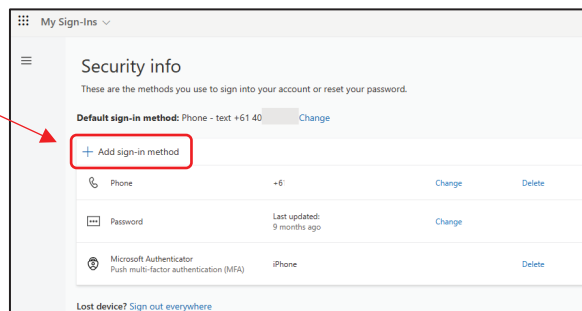 My Sign-Ins
Security info
These are the methods you use to sign into your account or reset your password.
Default sign-in method: Phone - text +61 40 Change
+ Add sign-in method
Phone +6 Change Delete
Password Last updated: Change
9 months ago
Microsoft Authenticator
Push multi-factor authentication (MFA) iPhone Delete
Lost device? Sign out everywhere